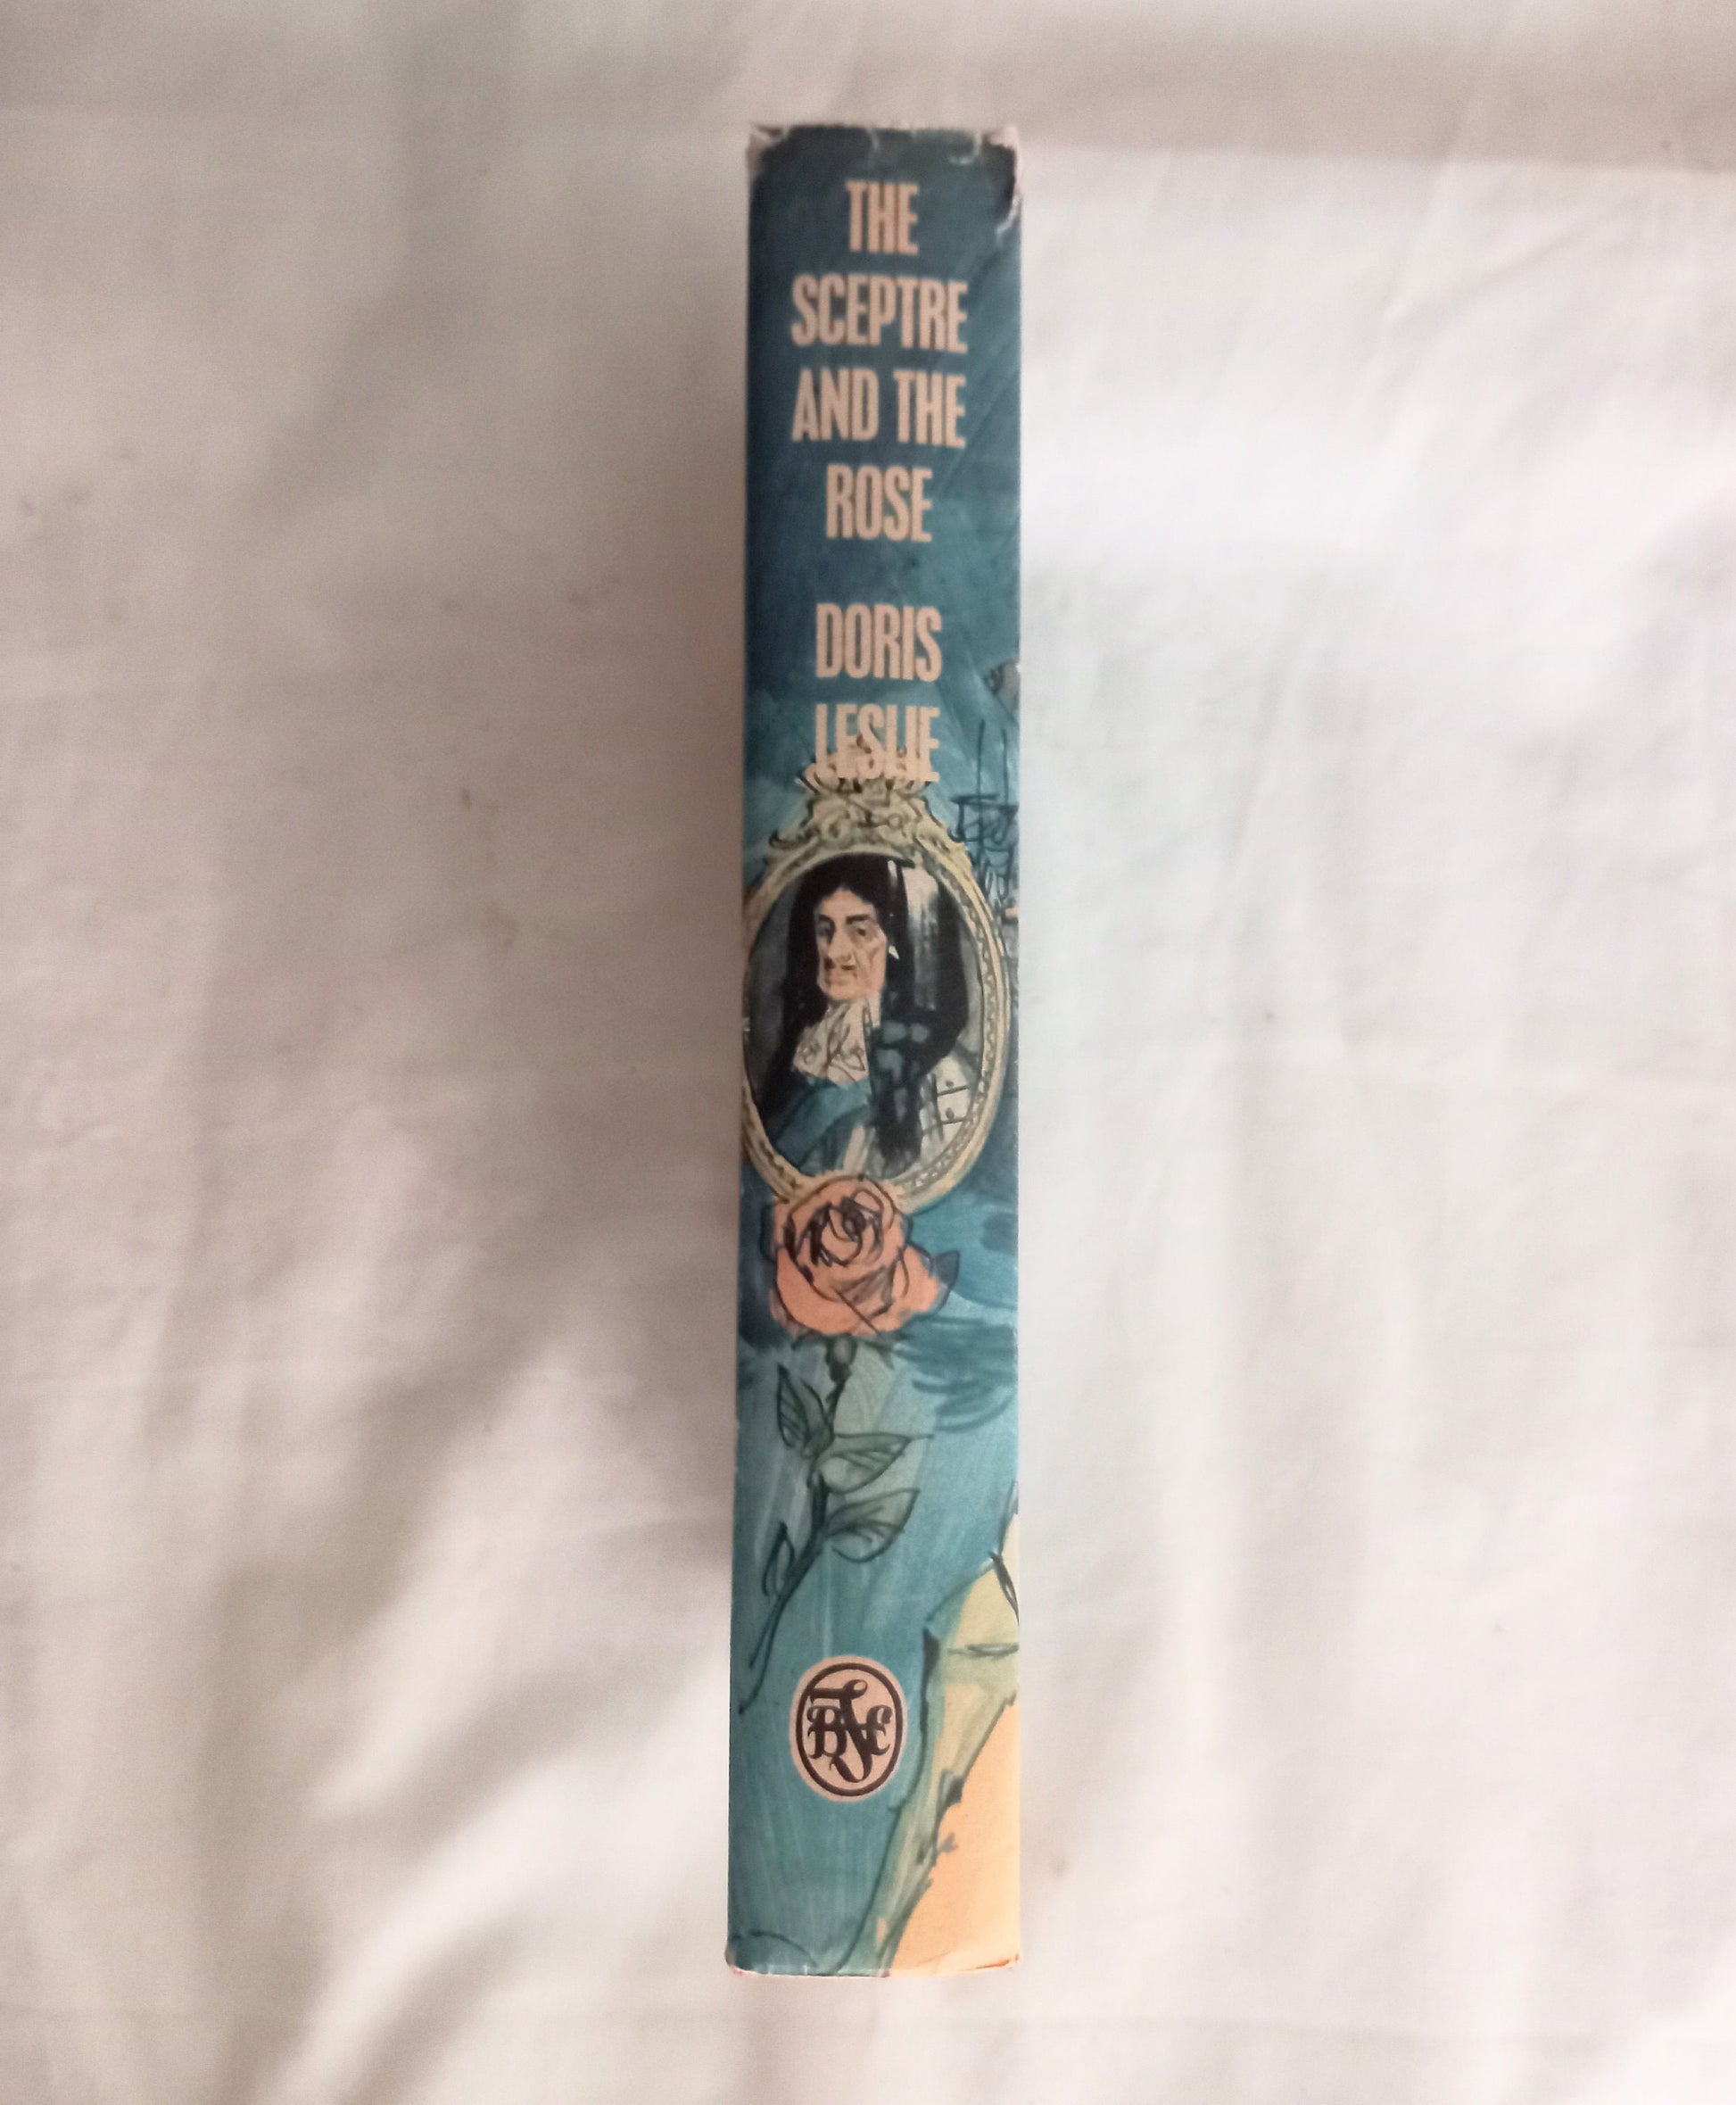 THE
SCEPTRE
AND THE
ROSE
DORIS
LESLIE